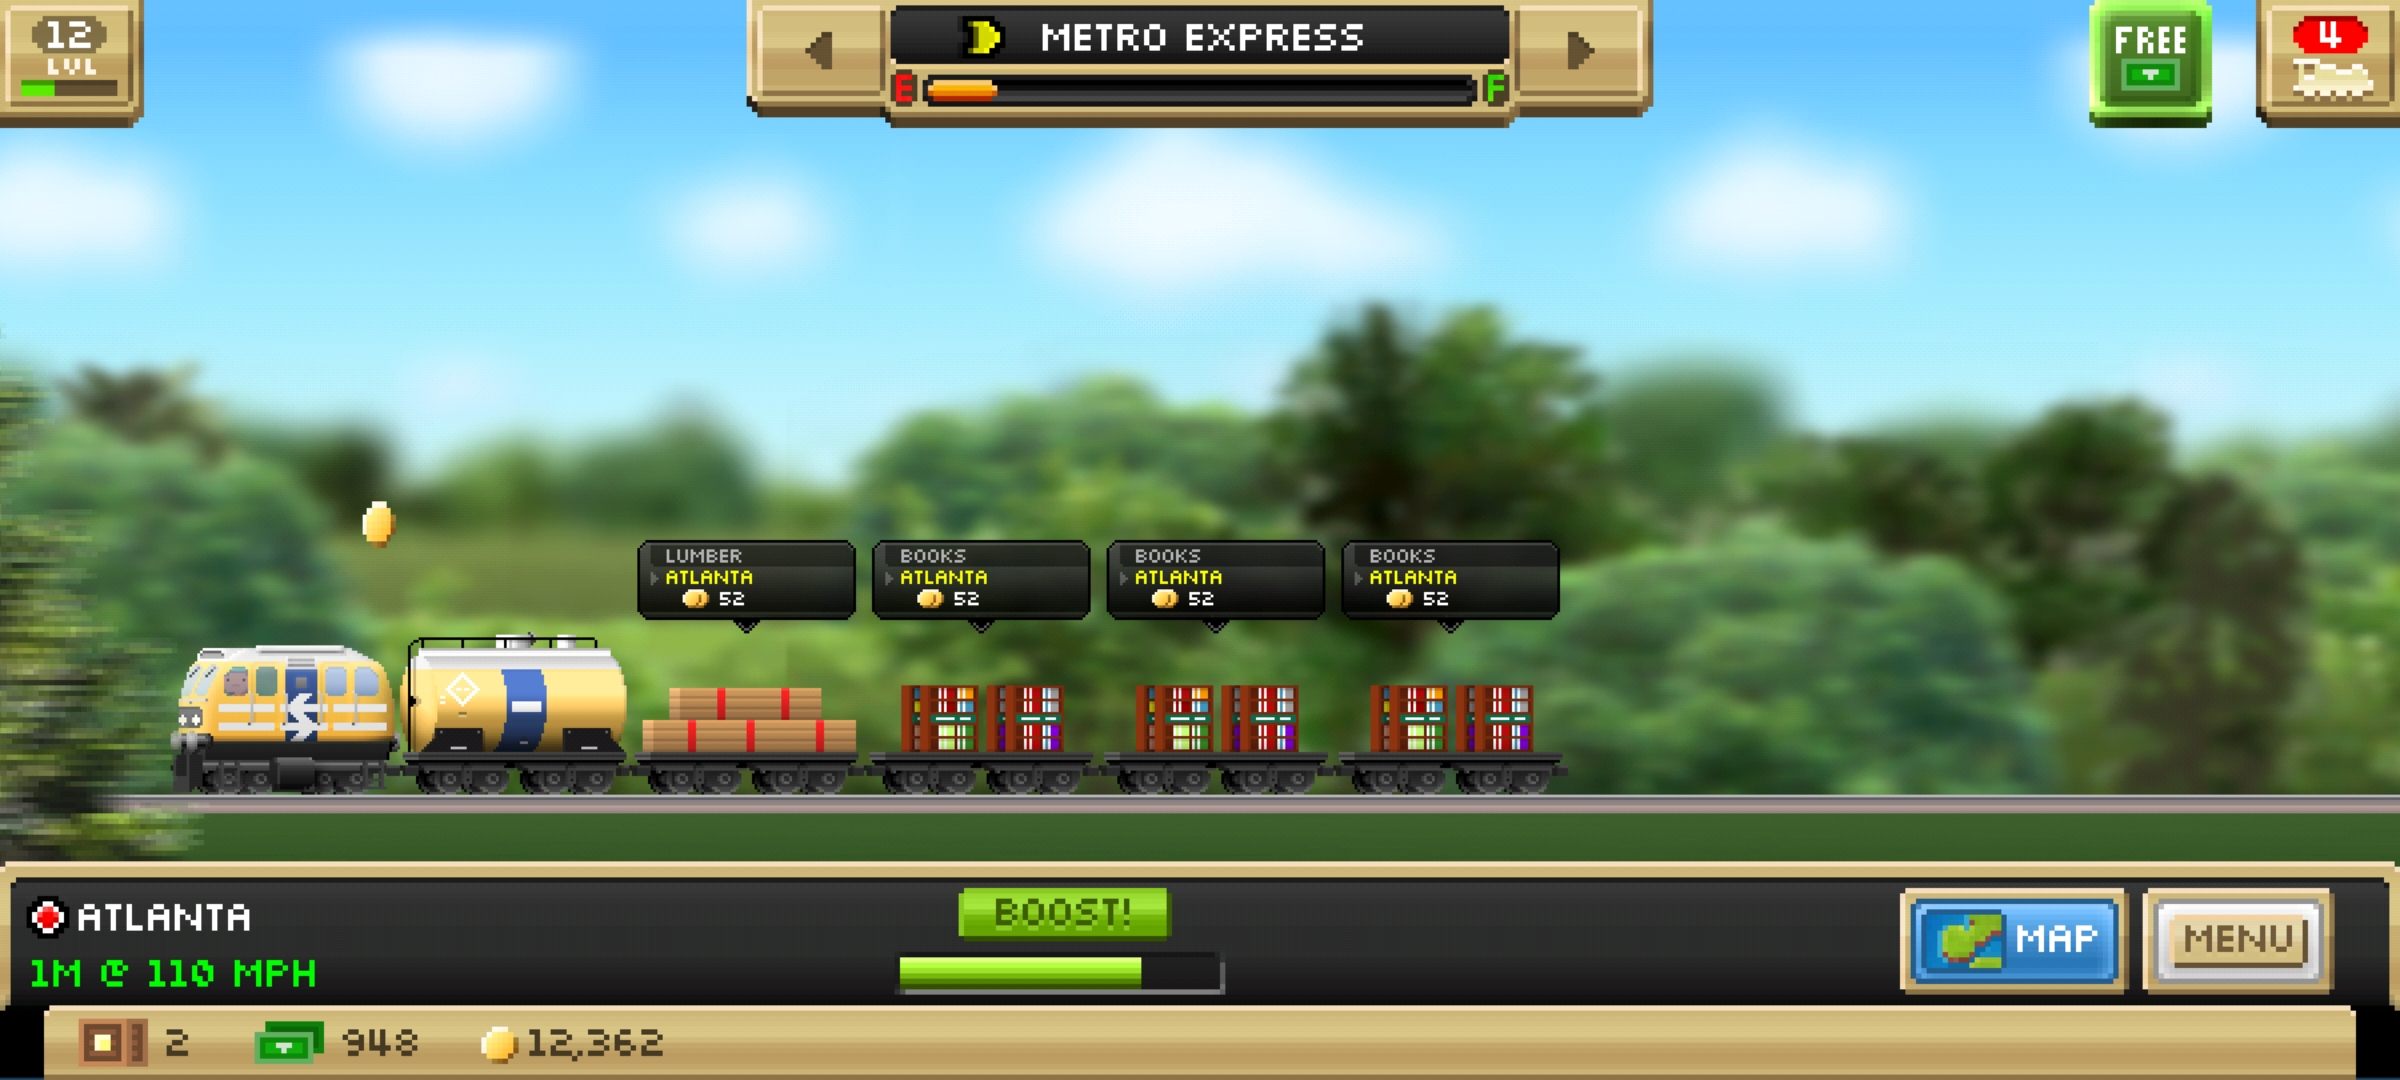 12
LVL
METRO EXPRESS
E F
FREE
4
LUMBER
ATLANTA
52
BOOKS
ATLANTA
52
BOOKS
ATLANTA
52
BOOKS
ATLANTA
52
ATLANTA
1M @ 110 MPH
BOOST!
MAP
MENU
2 948 12,362